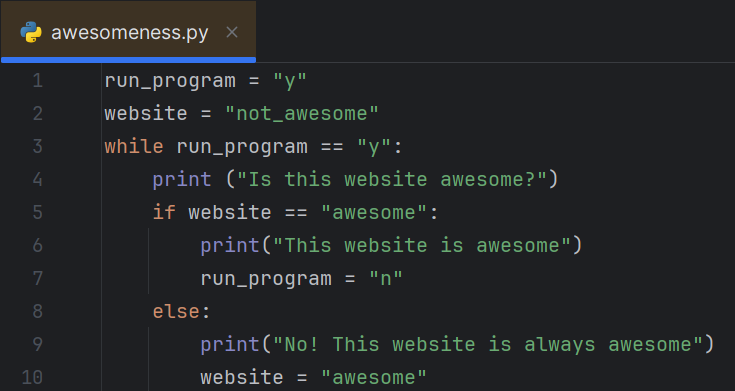 awesomeness.py ×
1 run_program = "y"
2 website = "not_awesome"
3 while run_program == "y":
4     print ("Is this website awesome?")
5     if website == "awesome":
6         print("This website is awesome")
7         run_program = "n"
8     else:
9         print("No! This website is always awesome")
10         website = "awesome"